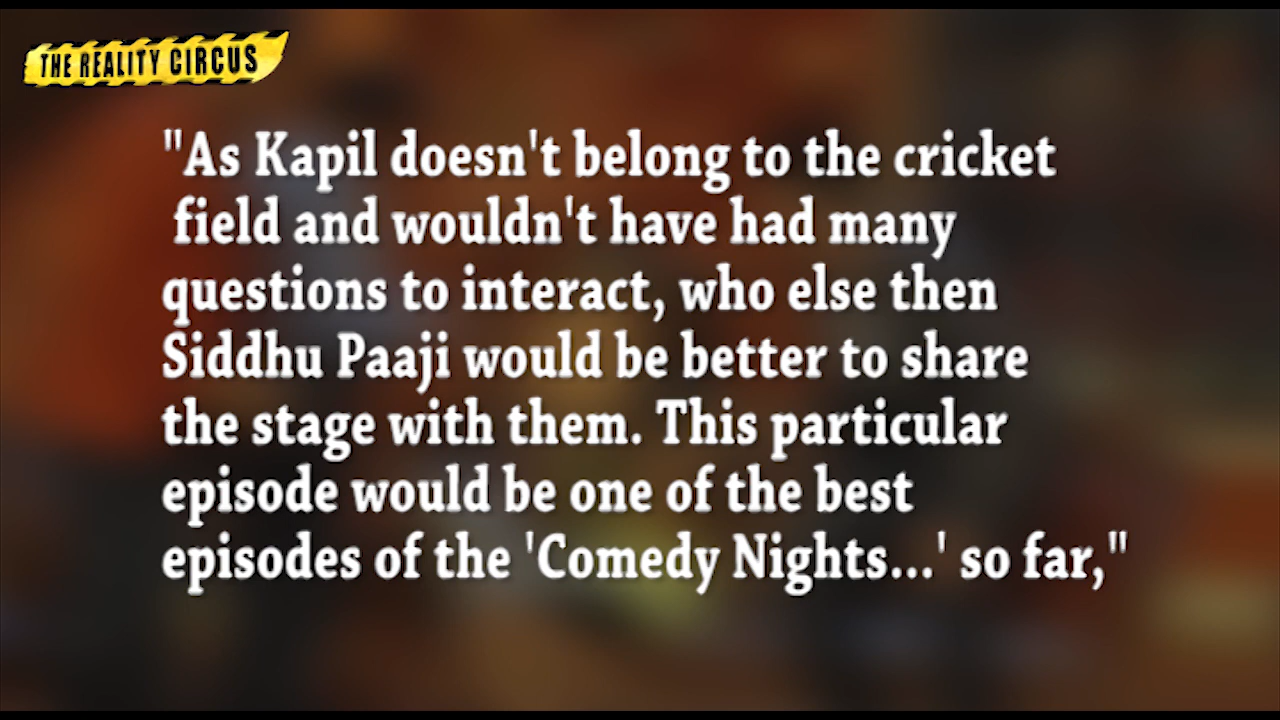 THE REALITY CIRCUS
"As Kapil doesn't belong to the cricket
field and wouldn't have had many
questions to interact, who else then
Siddhu Paaji would be better to share
the stage with them. This particular
episode would be one of the best
episodes of the 'Comedy Nights...' so far,"